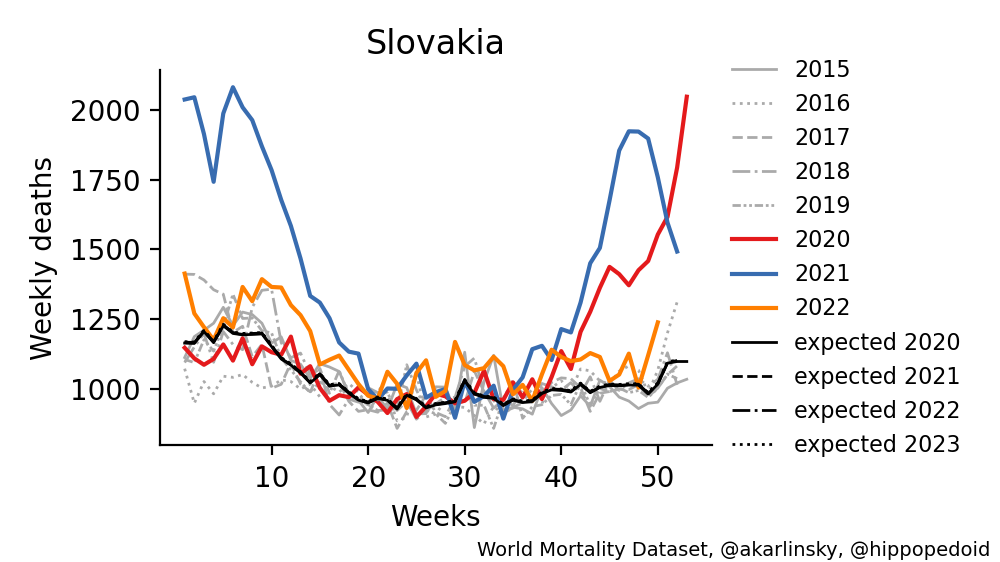 Slovakia
Weekly deaths
2000
1750
1500
1250
1000
10 20 30 40 50
Weeks
2015
2016
2017
2018
2019
2020
2021
2022
expected 2020
expected 2021
expected 2022
expected 2023
World Mortality Dataset, @akarlinsky, @hippopedoid